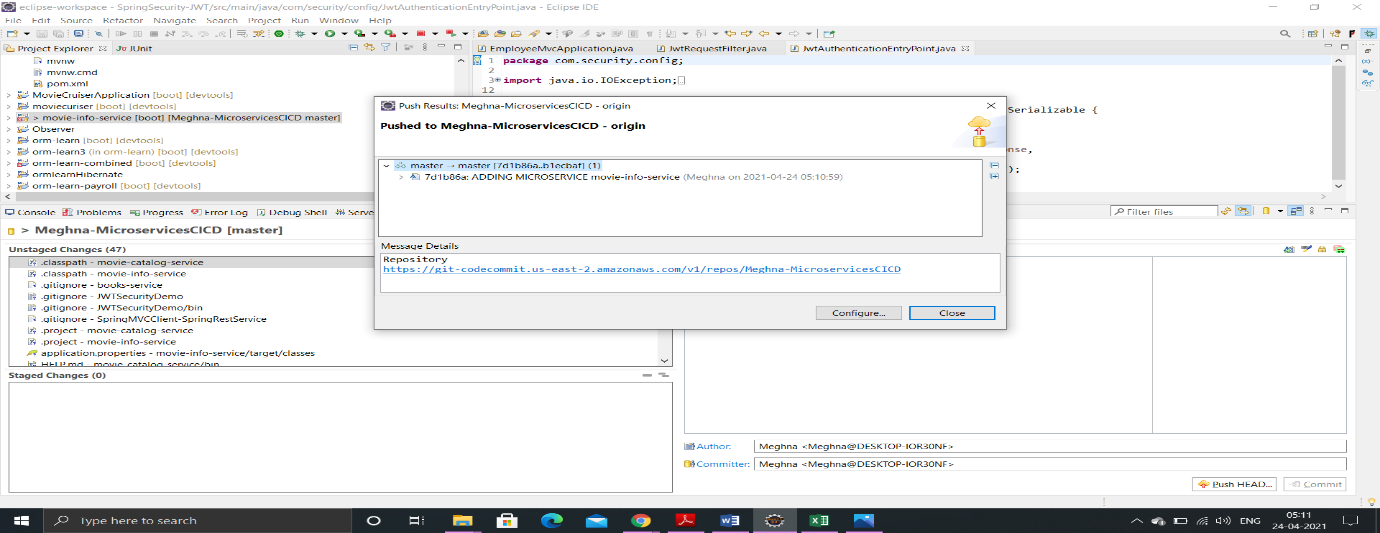 eclipse-workspace - SpringSecurity-JWT/src/main/java/com/security/config/JwtAuthenticationEntryPoint.java - Eclipse IDE
File Edit Source Refactor Navigate Search Project Run Window Help
Project Explorer JUnit
mvnw
mvnw.cmd
pom.xml
MovieCruiserApplication [boot] [devtools]
moviecuriser [boot] [devtools]
> movie-info-service [boot] [Meghna-MicroservicesCICD master]
Observer
orm-learn [boot] [devtools]
orm-learn3 (in orm-learn) [boot] [devtools]
orm-learn-combined [boot] [devtools]
ormlearnHibernate
orm-learn-payroll [boot] [devtools]
EmployeeMvcApplication.java JwtRequestFilter.java JwtAuthenticationEntryPoint.java
1 package com.security.config;
2
3 import java.io.IOException;
12
Serializable {
nse,
);
Push Results: Meghna-MicroservicesCICD - origin
Pushed to Meghna-MicroservicesCICD - origin
master → master [7d1b86a..b1ecbaf] (1)
7d1b86a: ADDING MICROSERVICE movie-info-service (Meghna on 2021-04-24 05:10:59)
Message Details
Repository
https://git-codecommit.us-east-2.amazonaws.com/v1/repos/Meghna-MicroservicesCICD
Configure... Close
Console Problems Progress Error Log Debug Shell Serve
Filter files
> Meghna-MicroservicesCICD [master]
Unstaged Changes (47)
.classpath - movie-catalog-service
.classpath - movie-info-service
.gitignore - books-service
.gitignore - JWTSecurityDemo
.gitignore - JWTSecurityDemo/bin
.gitignore - SpringMVCClient-SpringRestService
.project - movie-catalog-service
.project - movie-info-service
application.properties - movie-info-service/target/classes
HELP.md - movie-catalog-service/bin
Staged Changes (0)
Author: Meghna <Meghna@DESKTOP-IOR30NF>
Committer: Meghna <Meghna@DESKTOP-IOR30NF>
Push HEAD... Commit
Type here to search
ENG
05:11
24-04-2021